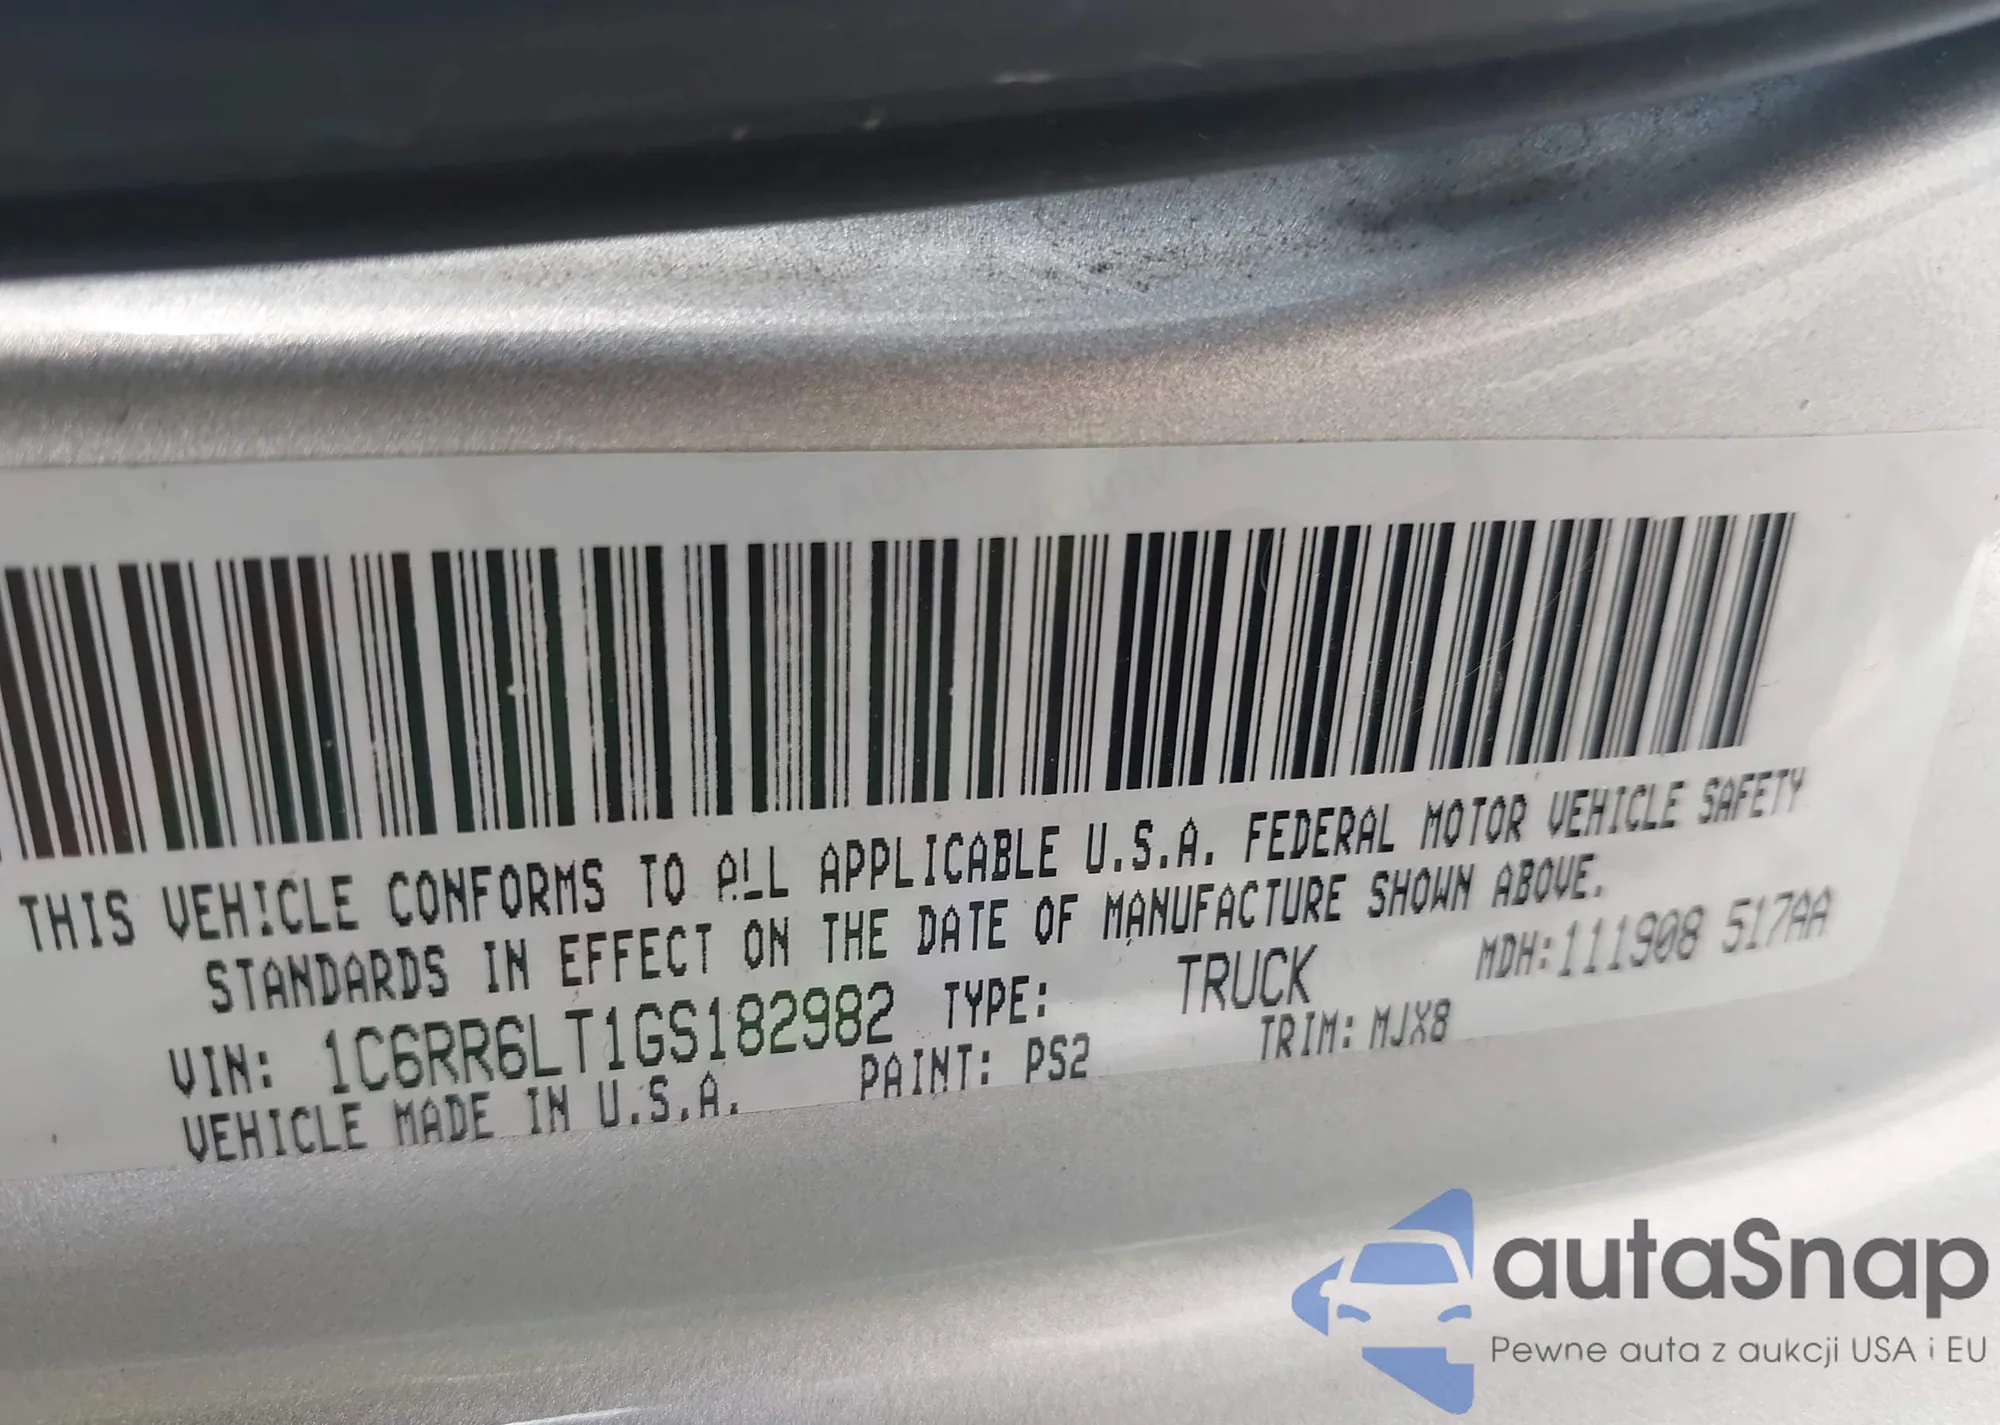 THIS VEHICLE CONFORMS TO ALL APPLICABLE U.S.A. FEDERAL MOTOR VEHICLE SAFETY
STANDARDS IN EFFECT ON THE DATE OF MANUFACTURE SHOWN ABOVE.
MDH:111908 517AA
VIN: 1C6RR6LT1GS182982 TYPE: TRUCK
VEHICLE MADE IN U.S.A. PAINT: PS2 TRIM: MJX8
autaSnap
Pewne auta z aukcji USA i EU